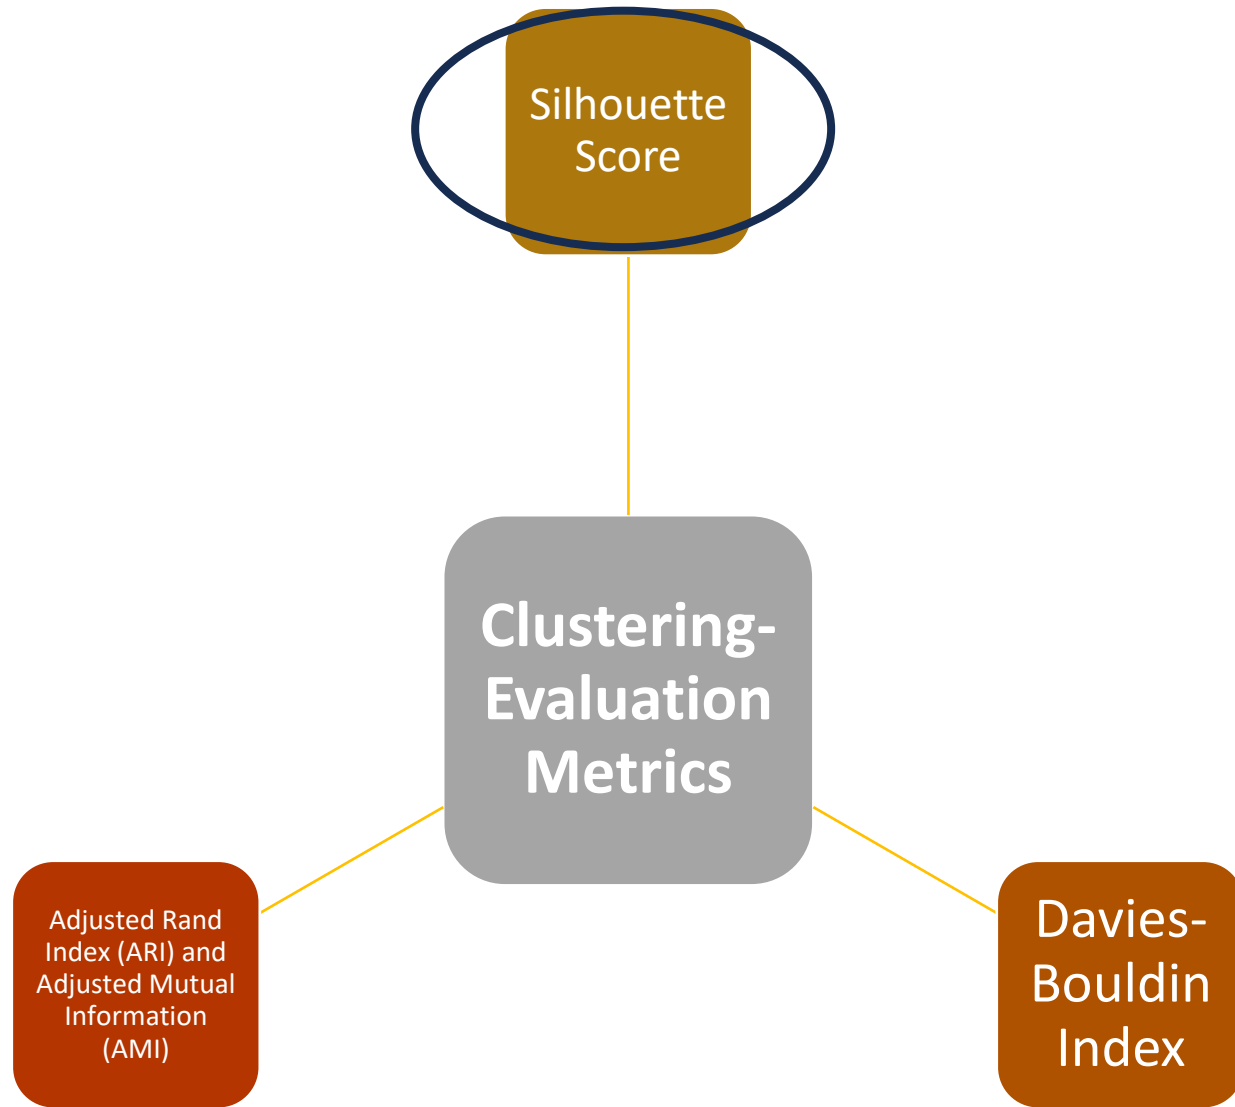 Silhouette
Score
Clustering-
Evaluation
Metrics
Adjusted Rand
Index (ARI) and
Adjusted Mutual
Information
(AMI)
Davies-
Bouldin
Index